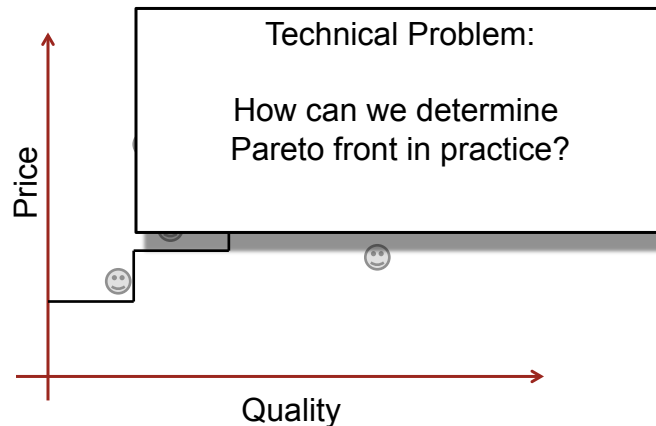 Technical Problem:
How can we determine
Pareto front in practice?
Price
Quality